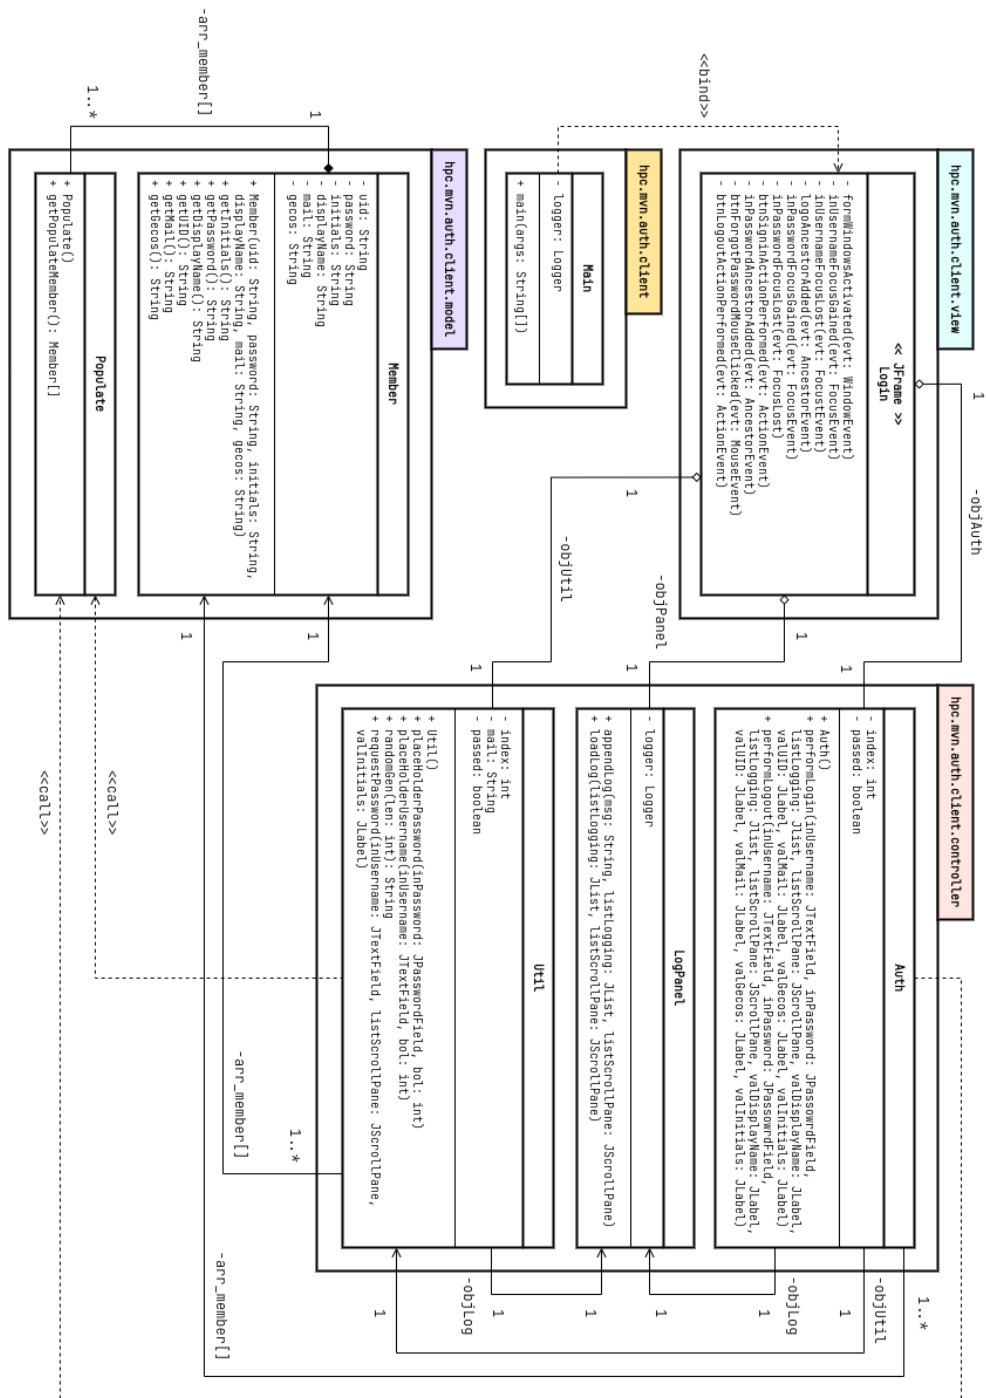 hpc.mvn.auth.client.view
<< JFrame >>
Login
- formWindowsActivated(evt: WindowEvent)
- inUsernameFocusGained(evt: FocusEvent)
- inUsernameFocusLost(evt: FocustEvent)
- logoAncestorAdded(evt: AncestorEvent)
- inPasswordFocusGained(evt: FocusEvent)
- inPasswordFocusLost(evt: FocusLost)
- btnSigninActionPerformed(evt: ActionEvent)
- inPasswordAncestorAdded(evt: AncestorEvent)
- btnForgotPasswordMouseClicked(evt: MouseEvent)
- btnLogoutActionPerformed(evt: ActionEvent)
1
-objAuth
1
<<bind>>
1
-objPanel
1
1
-objUtil
1
hpc.mvn.auth.client
Main
- logger: Logger
+ main(args: String[])
hpc.mvn.auth.client.controller
Auth
- index: int
- passed: boolean
+ Auth()
+ performLogin(inUsername: JTextField, inPassword: JPassowrdField,
listLogging: Jlist, listScrollPane: JScrollPane, valDisplayName: JLabel,
valUID: JLabel, valMail: JLabel, valGecos: JLabel, valInitials: JLabel)
+ performLogout(inUsername: JTextField, inPassword: JPassowrdField,
listLogging: JList, listScrollPane: JScrollPane, valDisplayName: JLabel,
valUID: JLabel, valMail: JLabel, valGecos: JLabel, valInitials: JLabel)
LogPanel
- logger: Logger
+ appendLog(msg: String, listLogging: JList, listScrollPane: JScrollPane)
+ loadLog(listLogging: JList, listScrollPane: JScrollPane)
Util
- index: int
- mail: String
- passed: boolean
+ Util()
+ placeHolderPassword(inPassword: JPasswordField, bol: int)
+ placeHolderUsername(inUsername: JTextField, bol: int)
+ randomGen(len: int): String
+ requestPassword(inUsername: JTextField, listScrollPane: JScrollPane,
valInitials: JLabel)
1..*
-objUtil
1
-objLog
1
1
-objLog
1
1
1
-arr_member[]
1..*
-arr_member[]
1
1
<<call>>
<<call>>
hpc.mvn.auth.client.model
Member
- uid: String
- password: String
- initials: String
- displayName: String
- mail: String
- gecos: String
+ Member(uid: String, password: String, initials: String,
displayName: String, mail: String, gecos: String)
+ getInitials(): String
+ getPassword(): String
+ getDisplayName(): String
+ getUID(): String
+ getMail(): String
+ getGecos(): String
Populate
+ Populate()
+ getPopulateMember(): Member[]
1
-arr_member[]
1..*